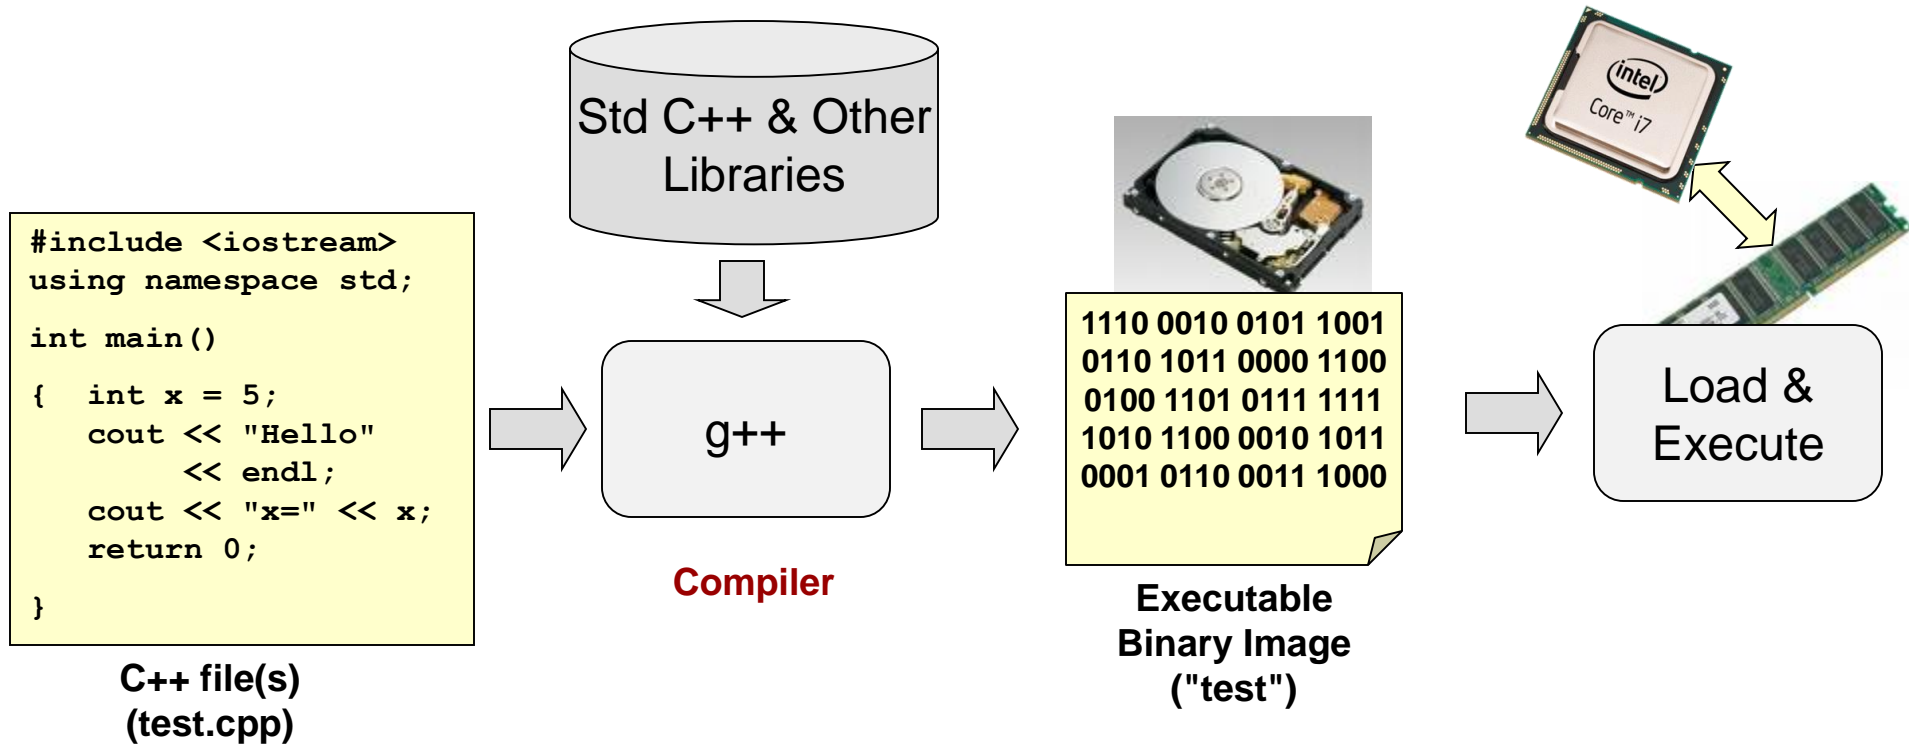 Std C++ & Other
Libraries
#include <iostream>
using namespace std;
int main()
{ int x = 5;
cout << "Hello"
<< endl;
cout << "x=" << x;
return 0;
}
C++ file(s)
(test.cpp)
g++
Compiler
1110 0010 0101 1001
0110 1011 0000 1100
0100 1101 0111 1111
1010 1100 0010 1011
0001 0110 0011 1000
Executable
Binary Image
("test")
intel
Core™ i7
Load &
Execute